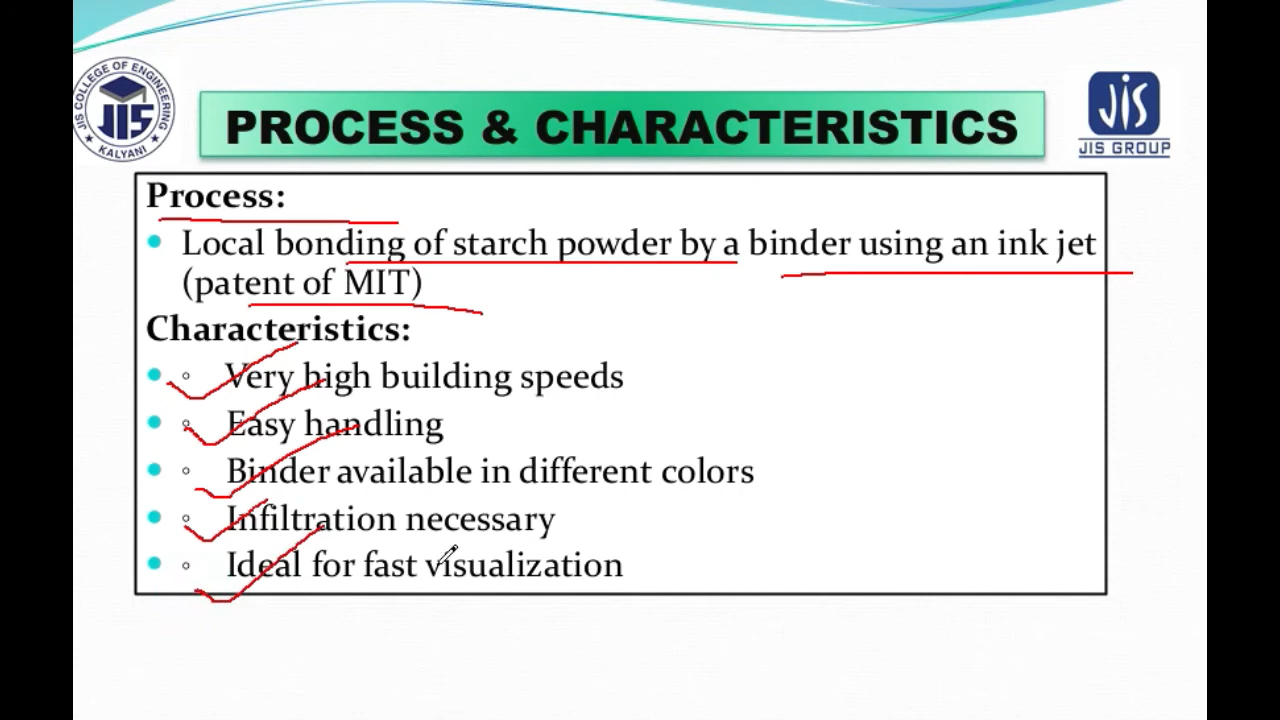 JIS COLLEGE OF ENGINEERING
JIS
KALYANI
PROCESS & CHARACTERISTICS
JIS
JIS GROUP
Process:
Local bonding of starch powder by a binder using an ink jet
(patent of MIT)
Characteristics:
Very high building speeds
Easy handling
Binder available in different colors
Infiltration necessary
Ideal for fast visualization